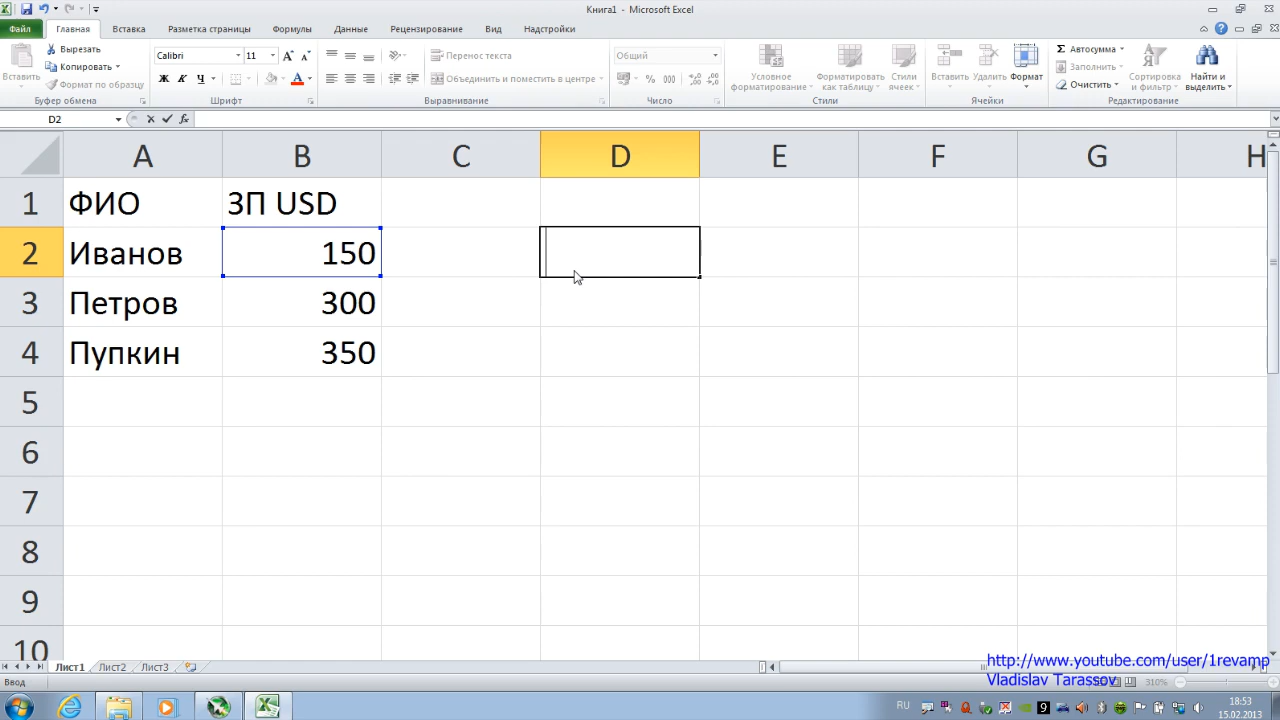 Книга1 - Microsoft Excel
Файл Главная Вставка Разметка страницы Формулы Данные Рецензирование Вид Надстройки
Вставить
Вырезать
Копировать
Формат по образцу
Буфер обмена
Calibri 11
Ж К Ч
Шрифт
Перенос текста
Объединить и поместить в центре
Выравнивание
Общий
% 000
Число
Условное форматирование
Форматировать как таблицу
Стили ячеек
Стили
Вставить Удалить Формат
Ячейки
Σ Автосумма
Заполнить
Очистить
Сортировка и фильтр
Найти и выделить
Редактирование
D2 fx
A B C D E F G H
1 ФИО ЗП USD
2 Иванов 150
3 Петров 300
4 Пупкин 350
5
6
7
8
9
10
Лист1 Лист2 Лист3
http://www.youtube.com/user/1revamp
Vladislav Tarassov
Ввод 310%
RU 9 18:53
15.02.2013